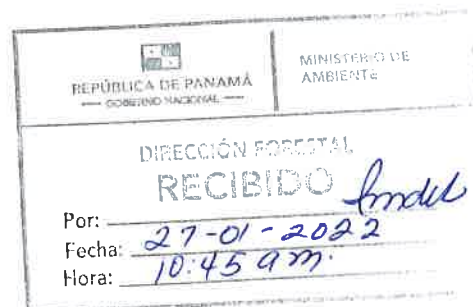 REPÚBLICA DE PANAMÁ
— GOBIERNO NACIONAL —
MINISTERIO DE
AMBIENTE
DIRECCIÓN FORESTAL
RECIBIDO
Por:
Fecha: 27-01-2022
Hora: 10:45 am.